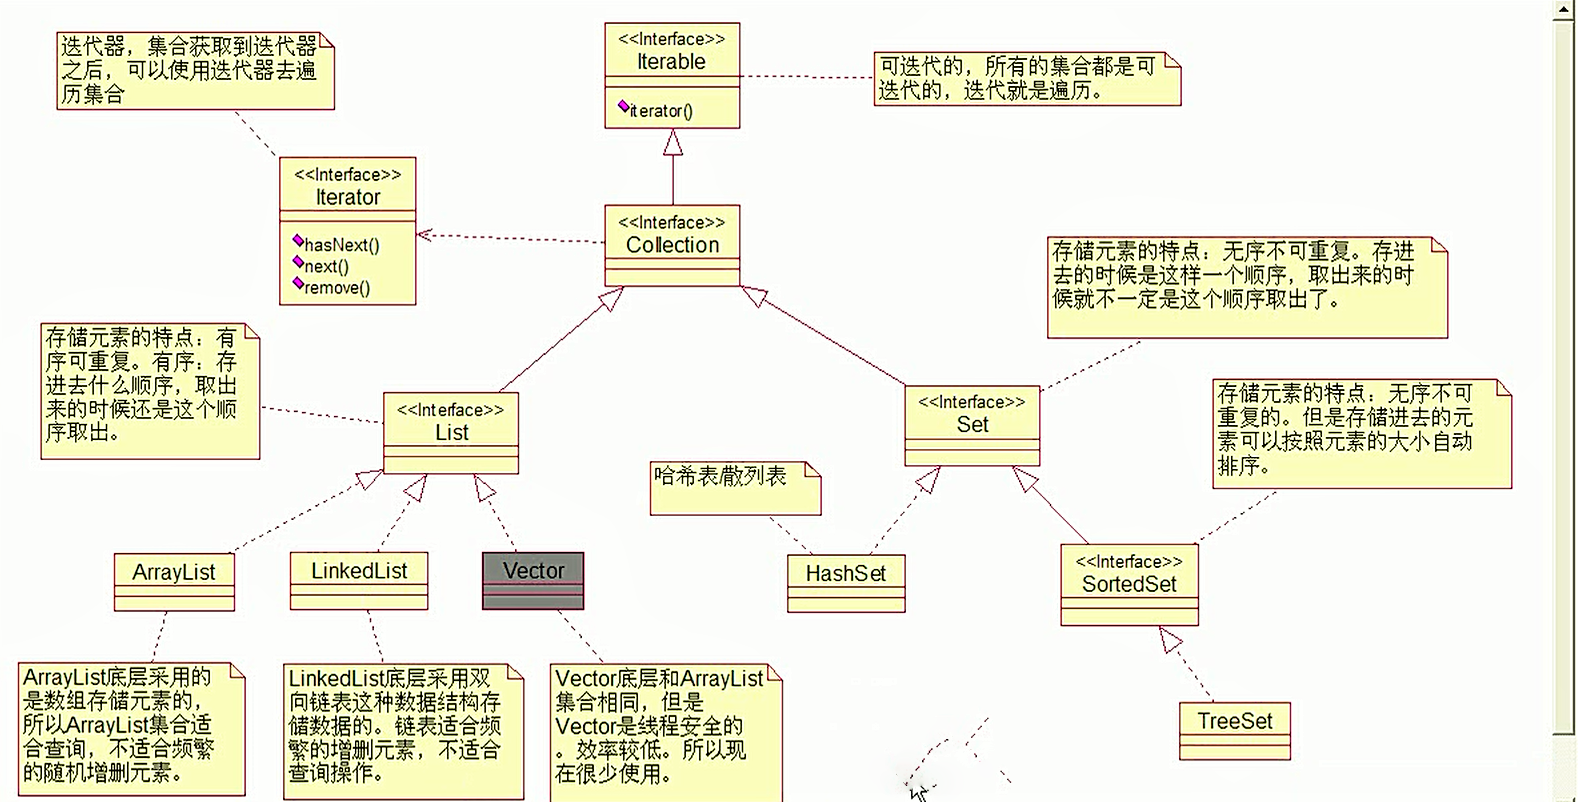 迭代器，集合获取到迭代器
之后，可以使用迭代器去遍
历集合
<<Interface>>
Iterable
iterator()
可迭代的，所有的集合都是可
迭代的，迭代就是遍历。
<<Interface>>
Iterator
hasNext()
next()
remove()
<<Interface>>
Collection
存储元素的特点：无序不可重复。存进
去的时候是这样一个顺序，取出来的时
候就不一定是这个顺序取出了。
存储元素的特点：有
序可重复。有序：存
进去什么顺序，取出
来的时候还是这个顺
序取出。
<<Interface>>
List
<<Interface>>
Set
存储元素的特点：无序不可
重复的。但是存储进去的元
素可以按照元素的大小自动
排序。
哈希表/散列表
ArrayList
LinkedList
Vector
HashSet
<<Interface>>
SortedSet
ArrayList底层采用的
是数组存储元素的，
所以ArrayList集合适
合查询，不适合频繁
的随机增删元素。
LinkedList底层采用双
向链表这种数据结构存
储数据的。链表适合频
繁的增删元素，不适合
查询操作。
Vector底层和ArrayList
集合相同，但是
Vector是线程安全的
。效率较低。所以现
在很少使用。
TreeSet